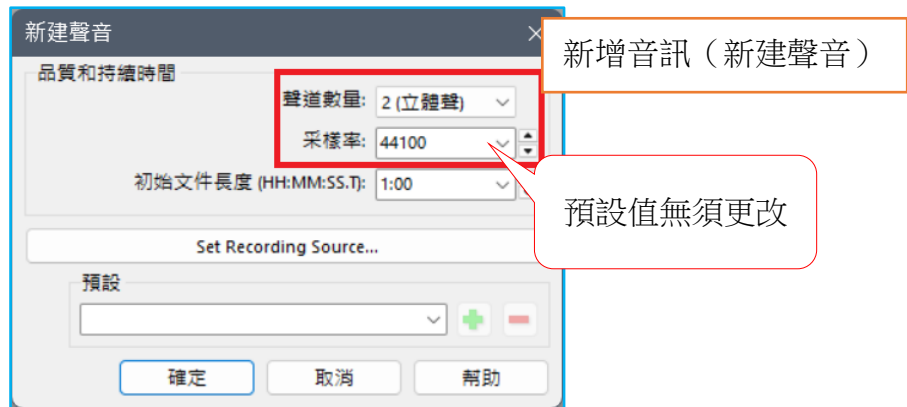 新建聲音
新增音訊（新建聲音）
品質和持續時間
聲道數量: 2 (立體聲)
采樣率: 44100
初始文件長度 (HH:MM:SS.T): 1:00
預設值無須更改
Set Recording Source...
預設
確定 取消 幫助